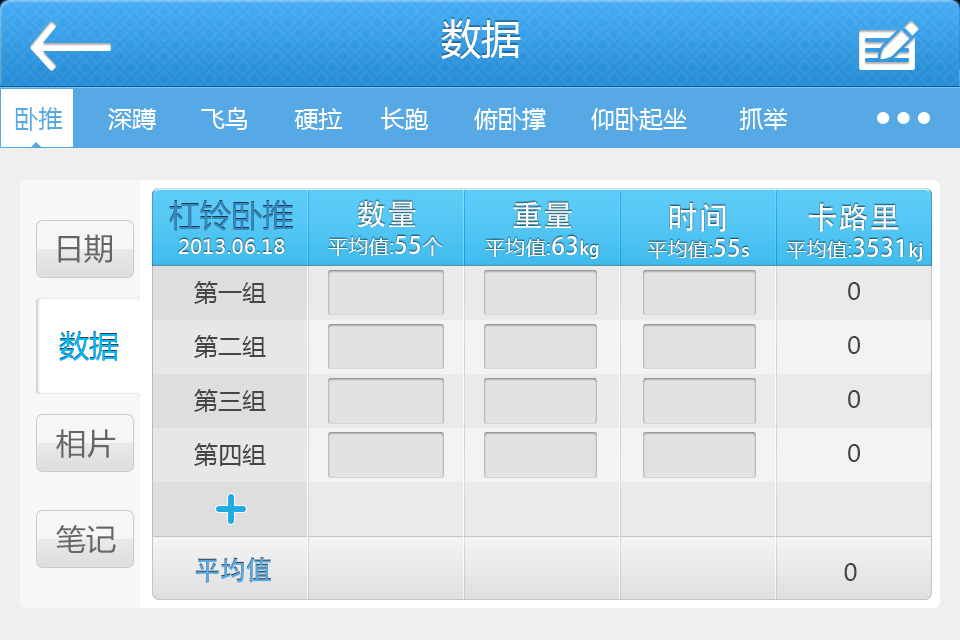 数据
卧推 深蹲 飞鸟 硬拉 长跑 俯卧撑 仰卧起坐 抓举
日期
数据
相片
笔记
杠铃卧推 数量 重量 时间 卡路里
2013.06.18 平均值:55个 平均值:63kg 平均值:55s 平均值:3531kj
第一组 0
第二组 0
第三组 0
第四组 0
+
平均值 0